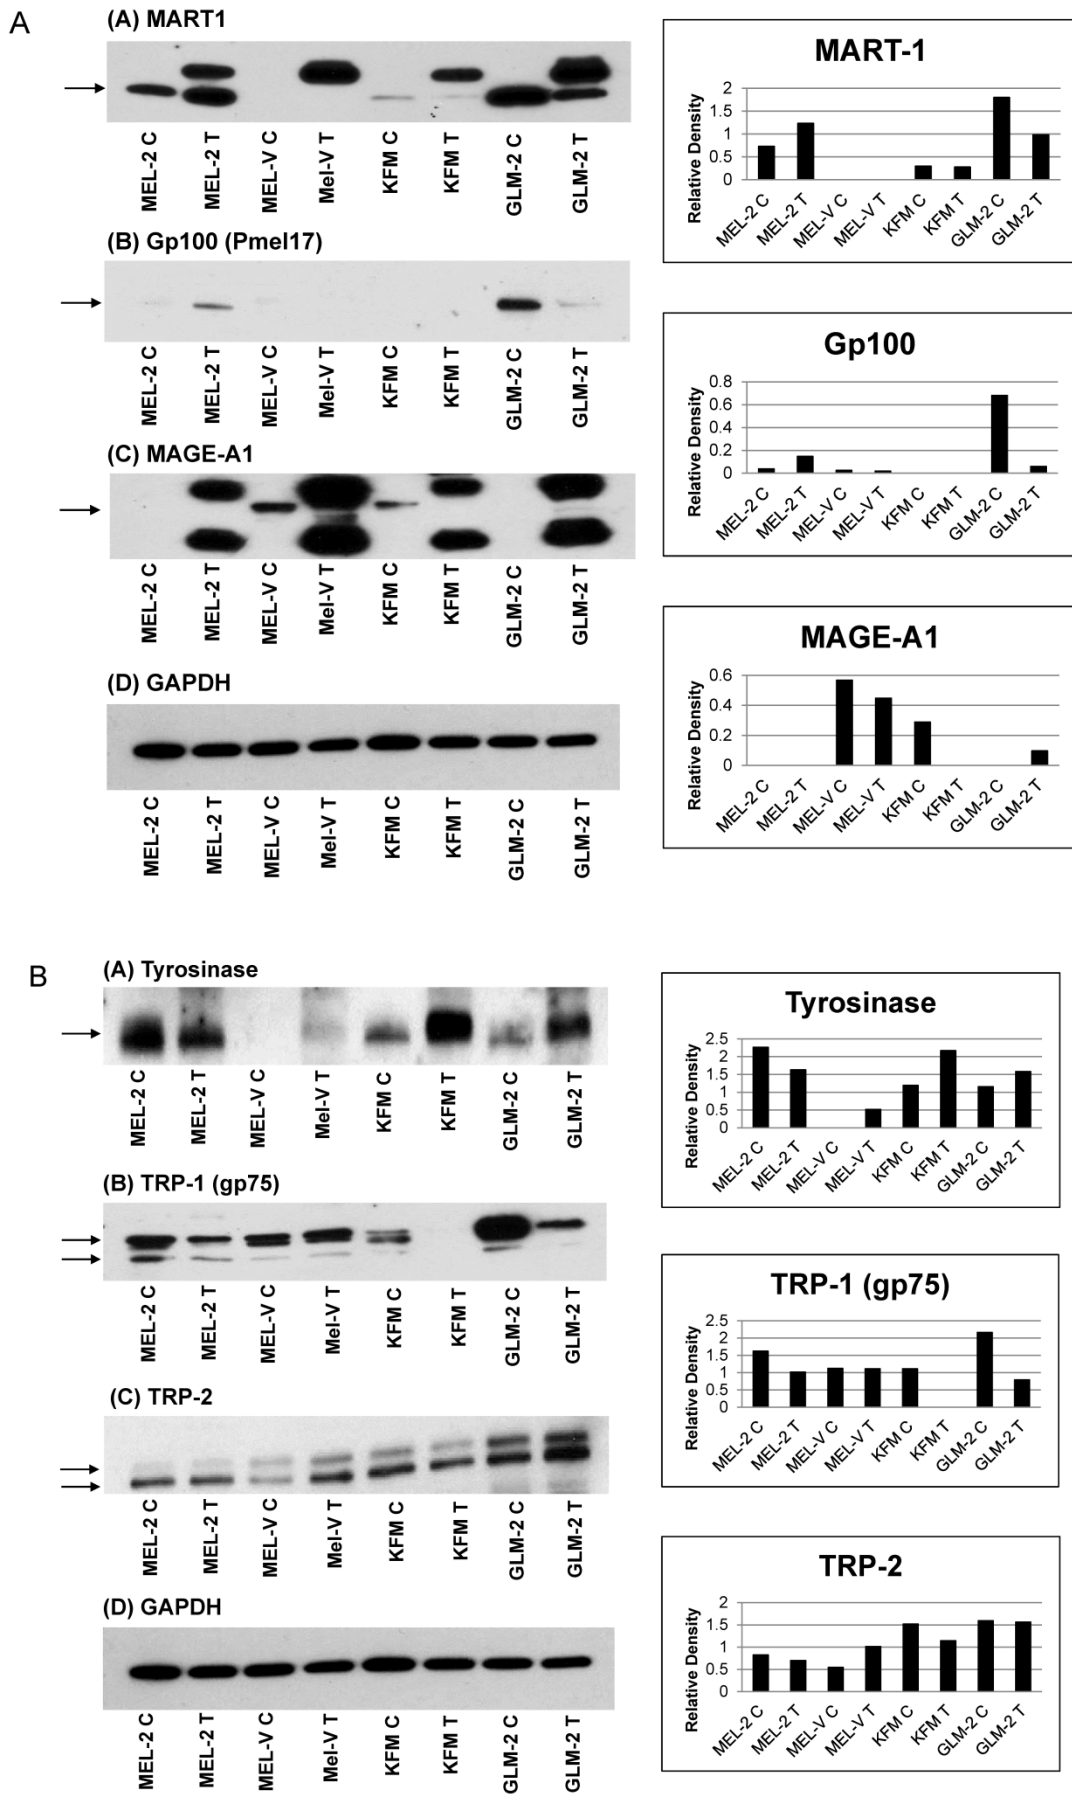 A
(A) MART1
MEL-2 C
MEL-2 T
MEL-V C
Mel-V T
KFM C
KFM T
GLM-2 C
GLM-2 T
MART-1
Relative Density
2
1.5
1
0.5
0
MEL-2 C
MEL-2 T
MEL-V C
MEL-V T
KFM C
KFM T
GLM-2 C
GLM-2 T
(B) Gp100 (Pmel17)
MEL-2 C
MEL-2 T
MEL-V C
Mel-V T
KFM C
KFM T
GLM-2 C
GLM-2 T
Gp100
Relative Density
0.8
0.6
0.4
0.2
0
MEL-2 C
MEL-2 T
MEL-V C
MEL-V T
KFM C
KFM T
GLM-2 C
GLM-2 T
(C) MAGE-A1
MEL-2 C
MEL-2 T
MEL-V C
Mel-V T
KFM C
KFM T
GLM-2 C
GLM-2 T
MAGE-A1
Relative Density
0.6
0.4
0.2
0
MEL-2 C
MEL-2 T
MEL-V C
MEL-V T
KFM C
KFM T
GLM-2 C
GLM-2 T
(D) GAPDH
MEL-2 C
MEL-2 T
MEL-V C
Mel-V T
KFM C
KFM T
GLM-2 C
GLM-2 T
B
(A) Tyrosinase
MEL-2 C
MEL-2 T
MEL-V C
Mel-V T
KFM C
KFM T
GLM-2 C
GLM-2 T
Tyrosinase
Relative Density
2.5
2
1.5
1
0.5
0
MEL-2 C
MEL-2 T
MEL-V C
MEL-V T
KFM C
KFM T
GLM-2 C
GLM-2 T
(B) TRP-1 (gp75)
MEL-2 C
MEL-2 T
MEL-V C
Mel-V T
KFM C
KFM T
GLM-2 C
GLM-2 T
TRP-1 (gp75)
Relative Density
2.5
2
1.5
1
0.5
0
MEL-2 C
MEL-2 T
MEL-V C
MEL-V T
KFM C
KFM T
GLM-2 C
GLM-2 T
(C) TRP-2
MEL-2 C
MEL-2 T
MEL-V C
Mel-V T
KFM C
KFM T
GLM-2 C
GLM-2 T
TRP-2
Relative Density
2
1.5
1
0.5
0
MEL-2 C
MEL-2 T
MEL-V C
MEL-V T
KFM C
KFM T
GLM-2 C
GLM-2 T
(D) GAPDH
MEL-2 C
MEL-2 T
MEL-V C
Mel-V T
KFM C
KFM T
GLM-2 C
GLM-2 T